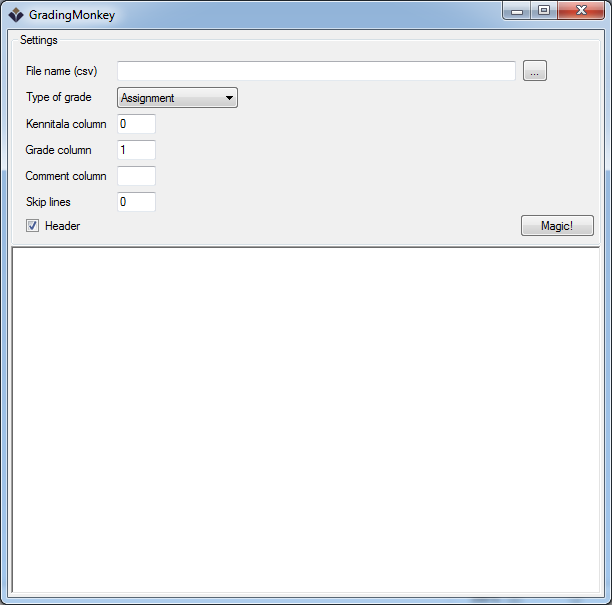 GradingMonkey
Settings
File name (csv)
...
Type of grade Assignment
Kennitala column 0
Grade column 1
Comment column
Skip lines 0
Header
Magic!